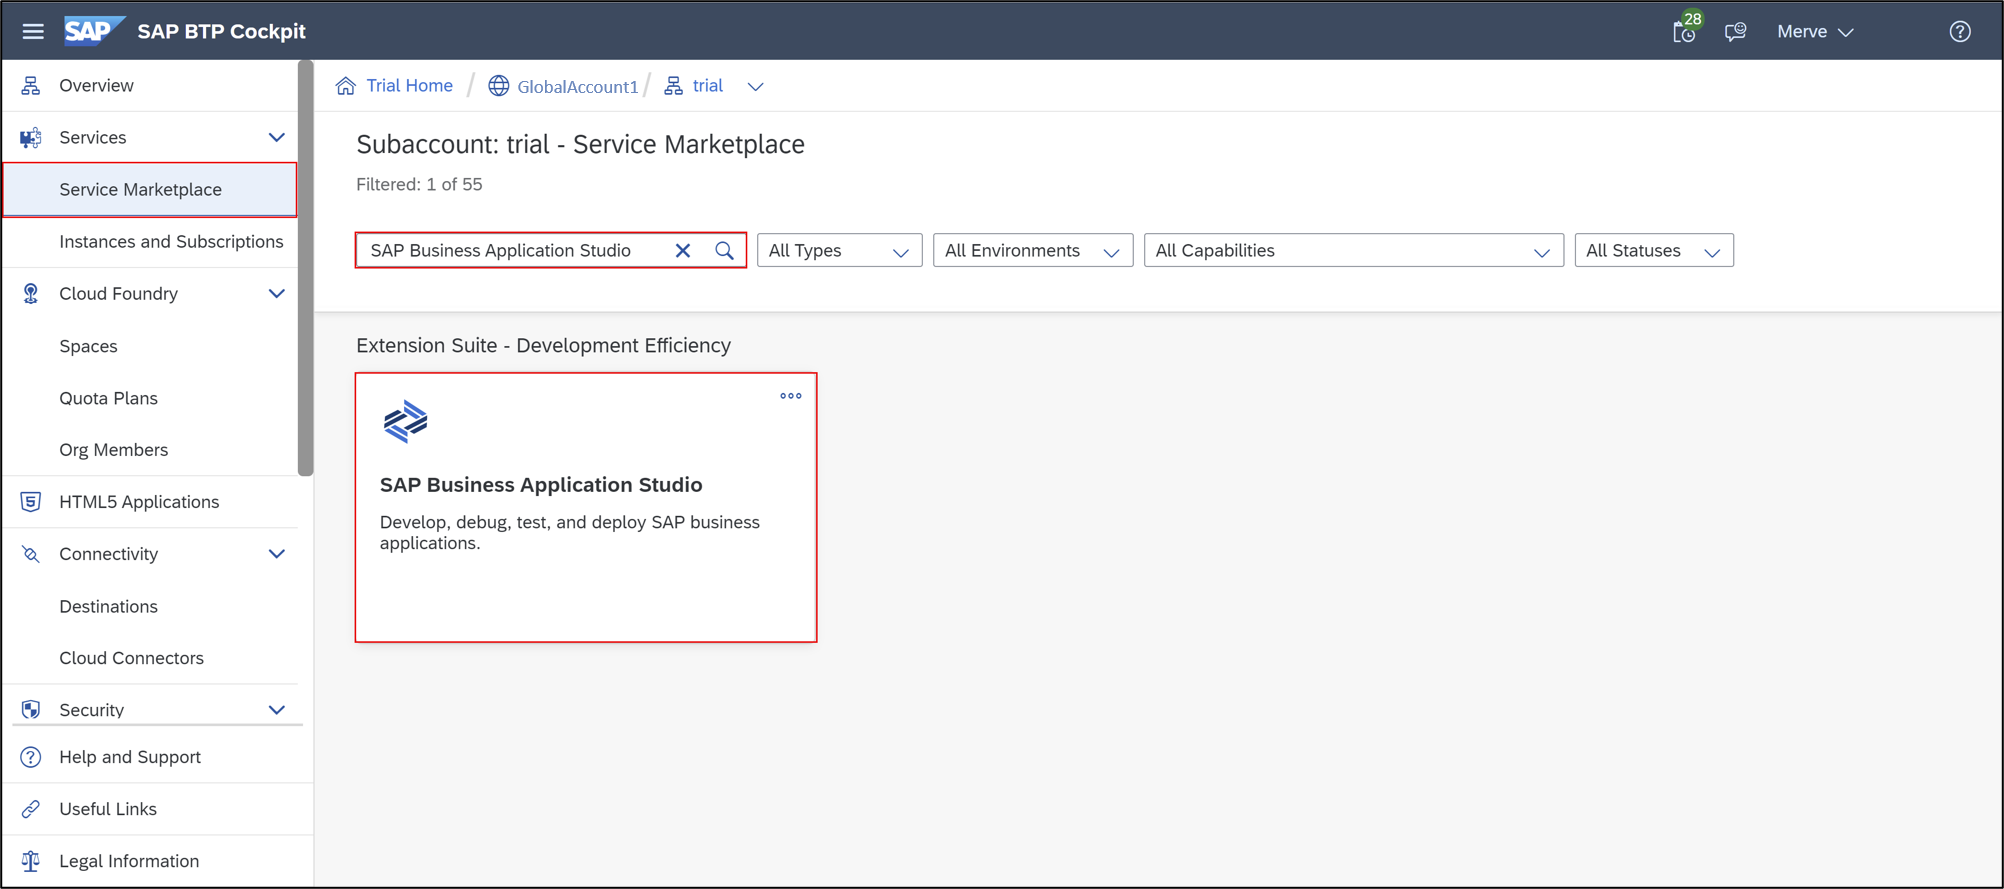 SAP
SAP BTP Cockpit
28
Merve
Overview
Services
Service Marketplace
Instances and Subscriptions
Cloud Foundry
Spaces
Quota Plans
Org Members
HTML5 Applications
Connectivity
Destinations
Cloud Connectors
Security
Help and Support
Useful Links
Legal Information
Trial Home / GlobalAccount1 / trial
Subaccount: trial - Service Marketplace
Filtered: 1 of 55
SAP Business Application Studio
All Types
All Environments
All Capabilities
All Statuses
Extension Suite - Development Efficiency
SAP Business Application Studio
Develop, debug, test, and deploy SAP business
applications.